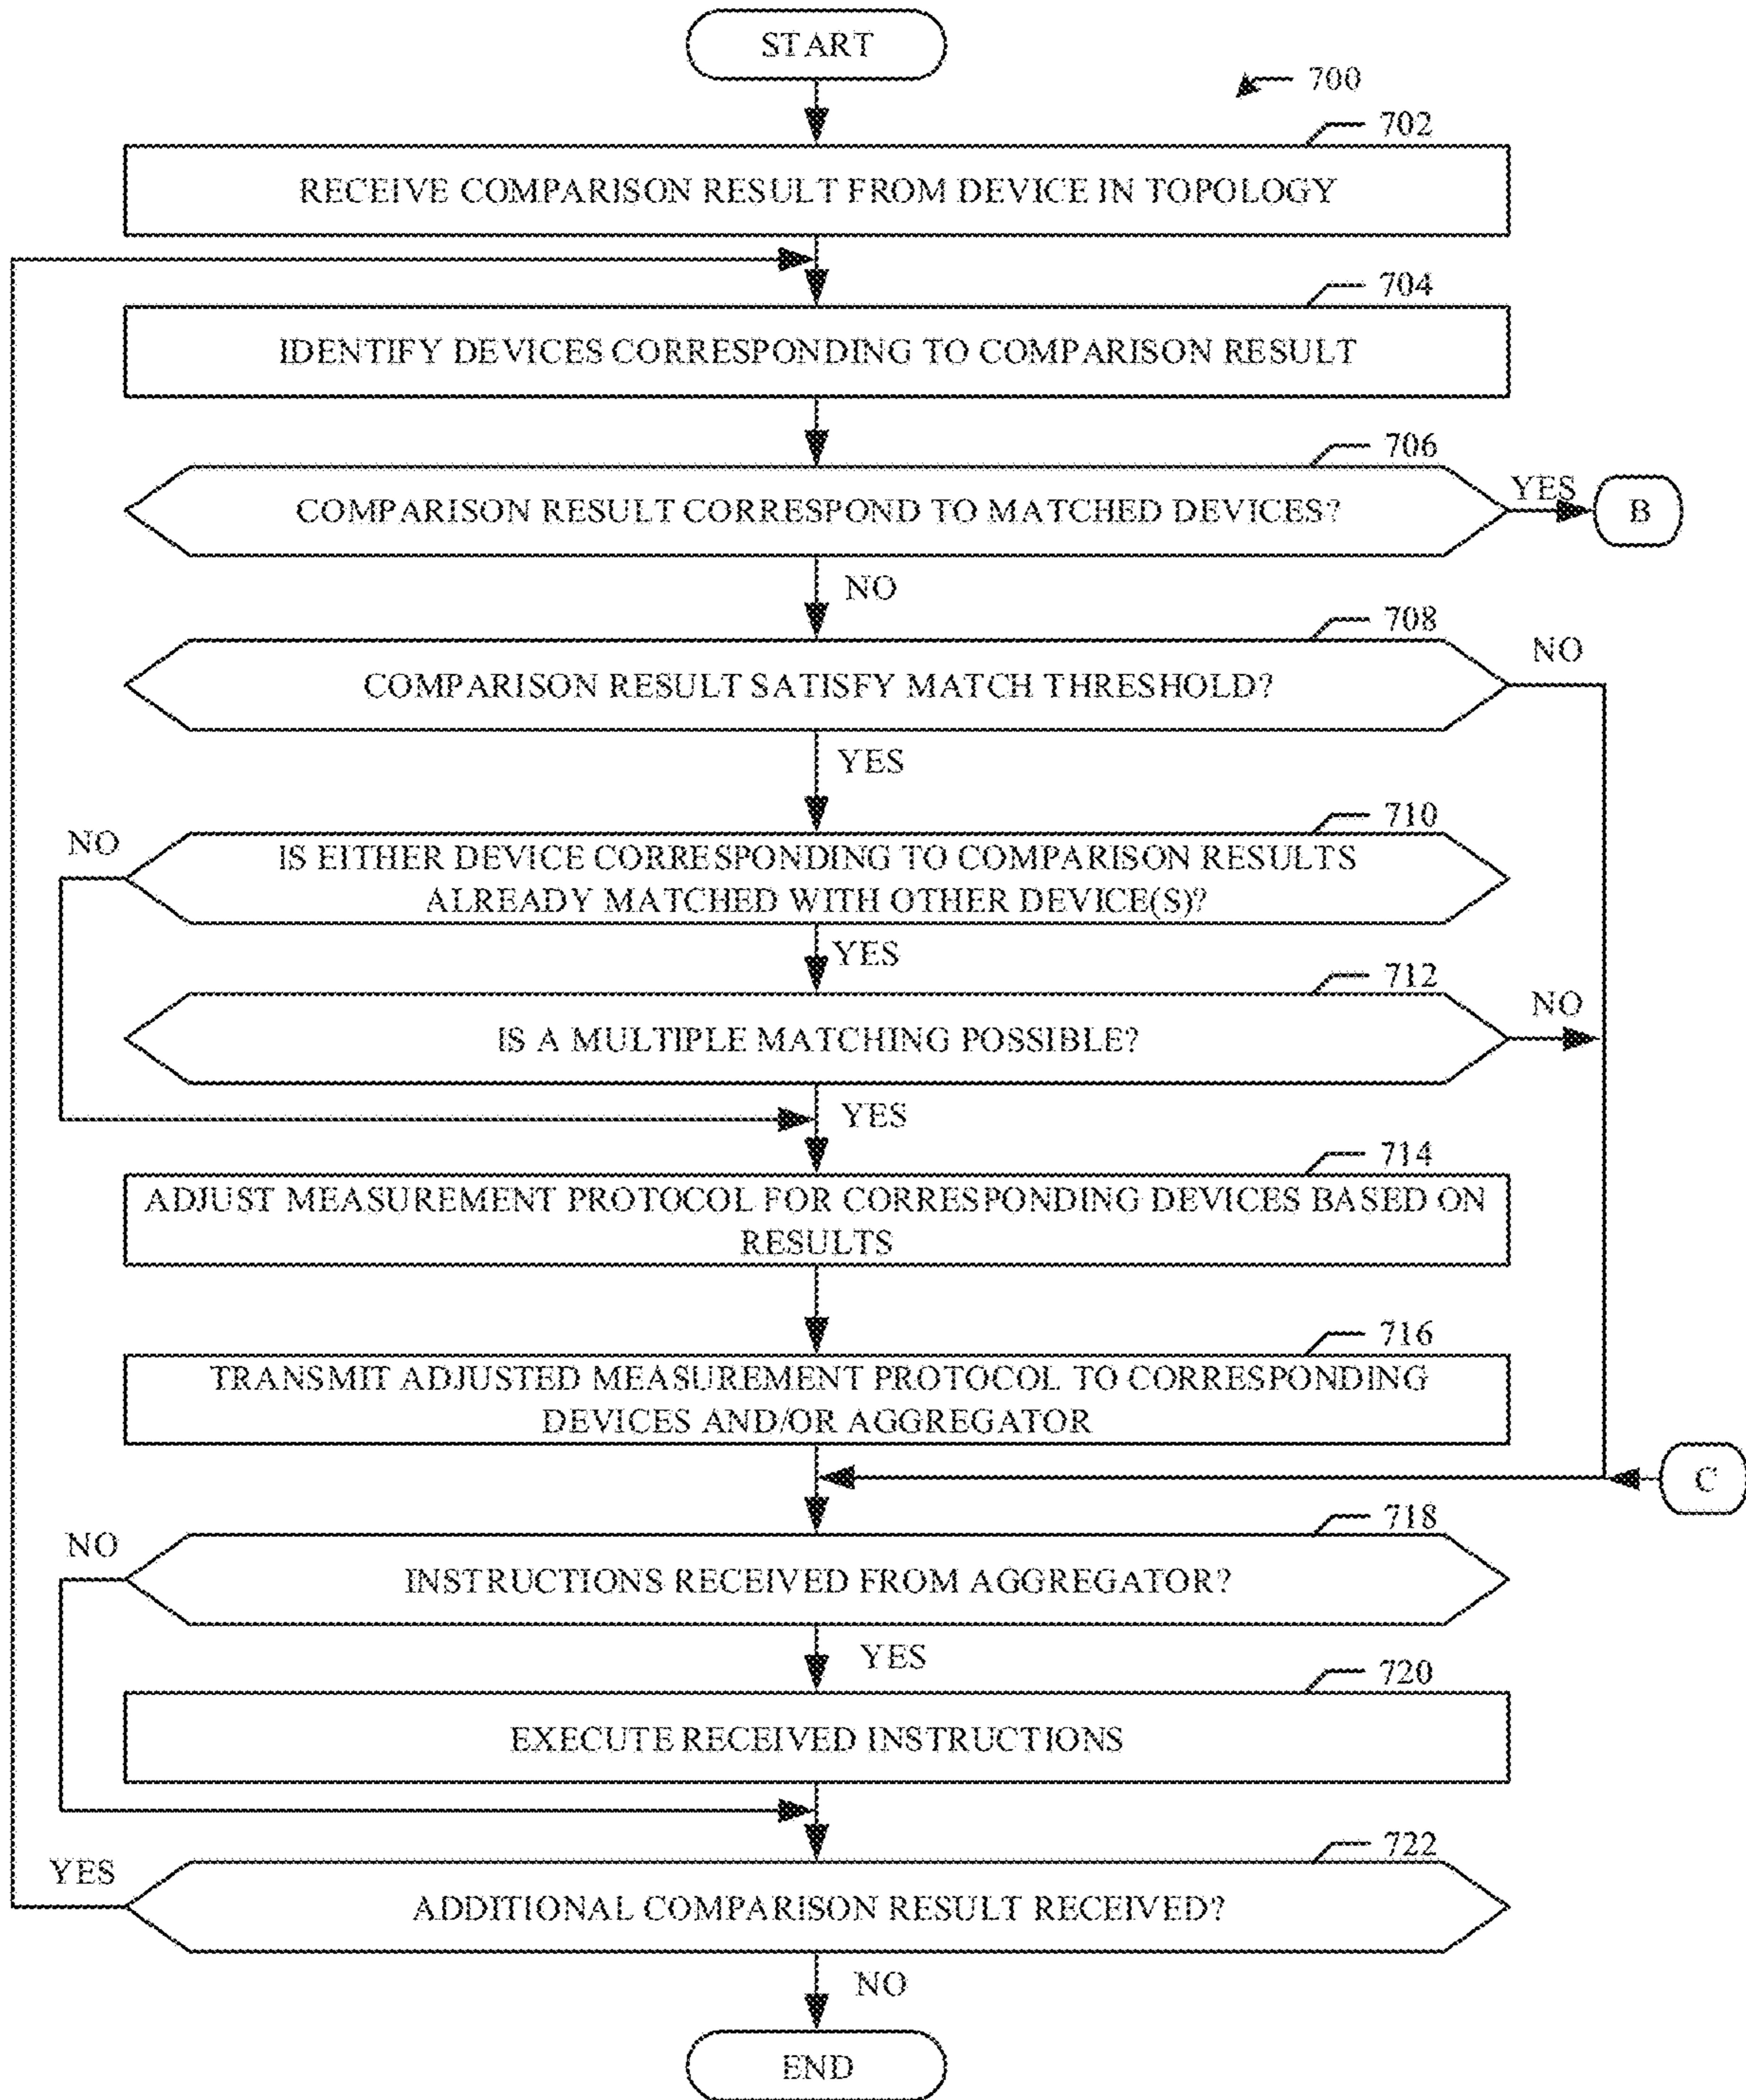 START
700
702
RECEIVE COMPARISON RESULT FROM DEVICE IN TOPOLOGY
704
IDENTIFY DEVICES CORRESPONDING TO COMPARISON RESULT
706
COMPARISON RESULT CORRESPOND TO MATCHED DEVICES?
YES
B
NO
708
COMPARISON RESULT SATISFY MATCH THRESHOLD?
NO
YES
710
NO
IS EITHER DEVICE CORRESPONDING TO COMPARISON RESULTS
ALREADY MATCHED WITH OTHER DEVICE(S)?
YES
712
IS A MULTIPLE MATCHING POSSIBLE?
NO
YES
714
ADJUST MEASUREMENT PROTOCOL FOR CORRESPONDING DEVICES BASED ON
RESULTS
716
TRANSMIT ADJUSTED MEASUREMENT PROTOCOL TO CORRESPONDING
DEVICES AND/OR AGGREGATOR
C
718
NO
INSTRUCTIONS RECEIVED FROM AGGREGATOR?
YES
720
EXECUTE RECEIVED INSTRUCTIONS
722
YES
ADDITIONAL COMPARISON RESULT RECEIVED?
NO
END